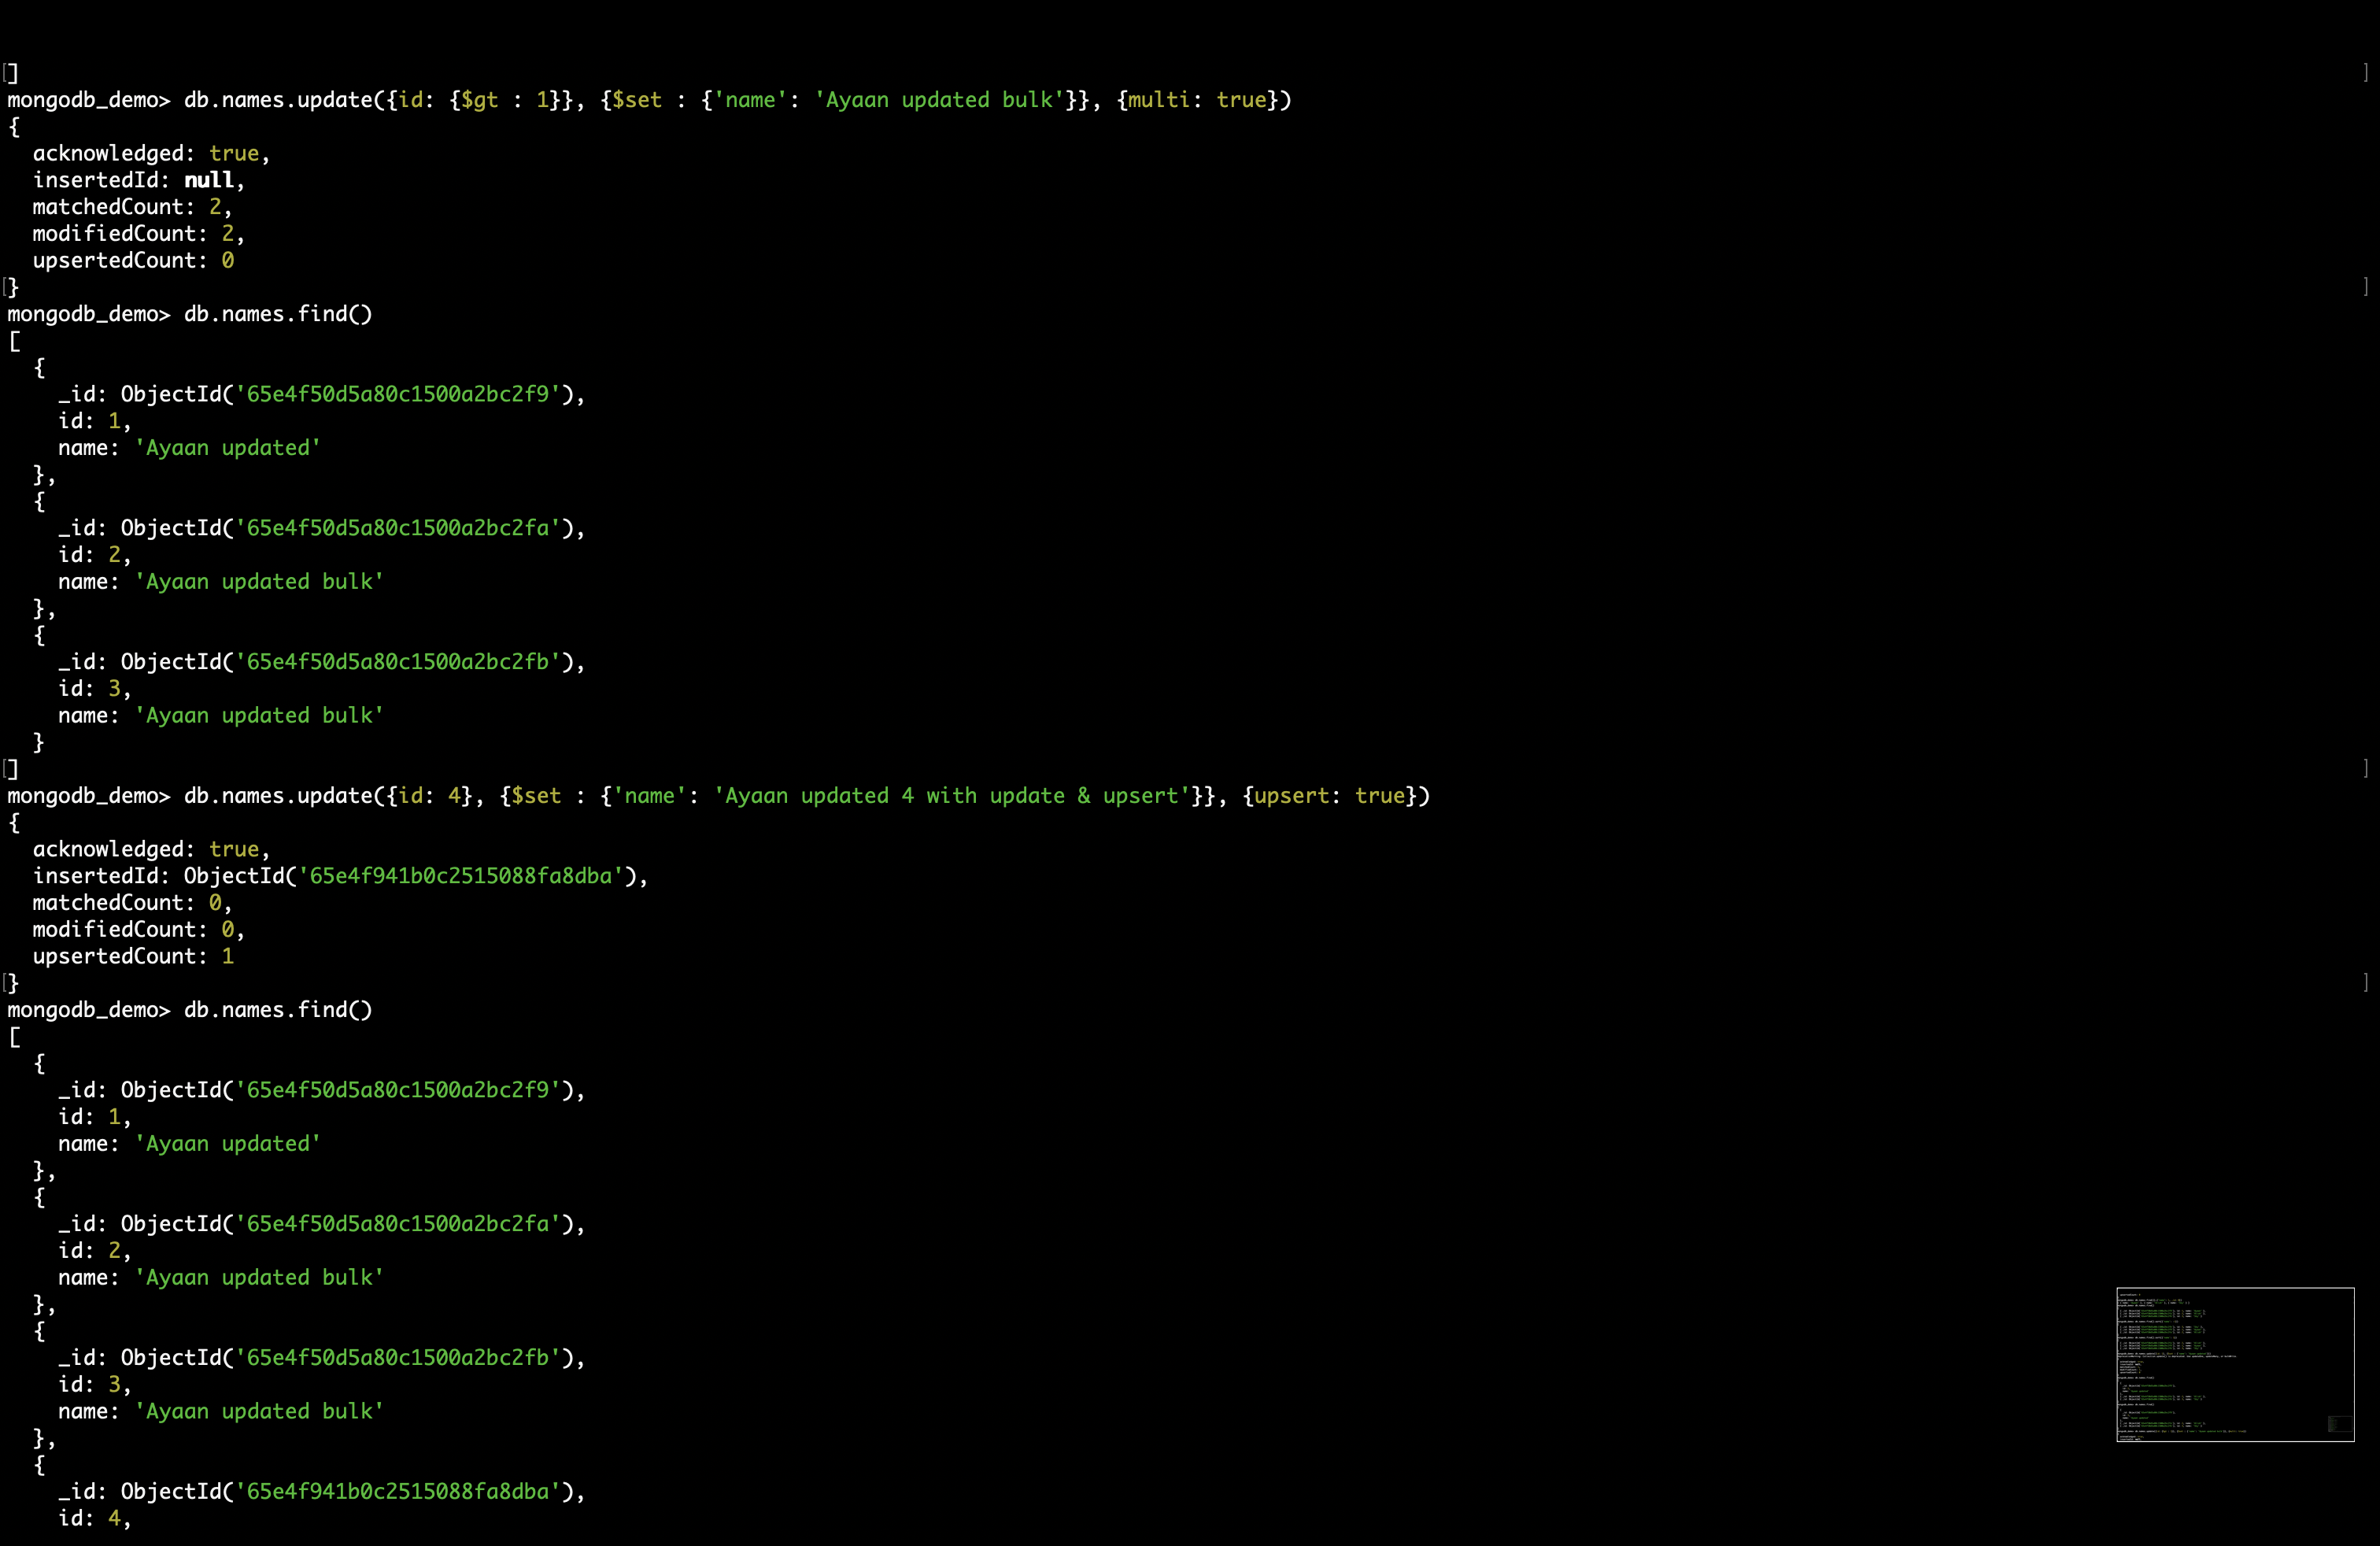 []                                                                 ]
mongodb_demo> db.names.update({id: {$gt : 1}}, {$set : {'name': 'Ayaan updated bulk'}}, {multi: true})
{
  acknowledged: true,
  insertedId: null,
  matchedCount: 2,
  modifiedCount: 2,
  upsertedCount: 0
[}                                                                 ]
mongodb_demo> db.names.find()
[
  {
    _id: ObjectId('65e4f50d5a80c1500a2bc2f9'),
    id: 1,
    name: 'Ayaan updated'
  },
  {
    _id: ObjectId('65e4f50d5a80c1500a2bc2fa'),
    id: 2,
    name: 'Ayaan updated bulk'
  },
  {
    _id: ObjectId('65e4f50d5a80c1500a2bc2fb'),
    id: 3,
    name: 'Ayaan updated bulk'
  }
[]                                                                 ]
mongodb_demo> db.names.update({id: 4}, {$set : {'name': 'Ayaan updated 4 with update & upsert'}}, {upsert: true})
{
  acknowledged: true,
  insertedId: ObjectId('65e4f941b0c2515088fa8dba'),
  matchedCount: 0,
  modifiedCount: 0,
  upsertedCount: 1
[}                                                                 ]
mongodb_demo> db.names.find()
[
  {
    _id: ObjectId('65e4f50d5a80c1500a2bc2f9'),
    id: 1,
    name: 'Ayaan updated'
  },
  {
    _id: ObjectId('65e4f50d5a80c1500a2bc2fa'),
    id: 2,
    name: 'Ayaan updated bulk'
  },
  {
    _id: ObjectId('65e4f50d5a80c1500a2bc2fb'),
    id: 3,
    name: 'Ayaan updated bulk'
  },
  {
    _id: ObjectId('65e4f941b0c2515088fa8dba'),
    id: 4,